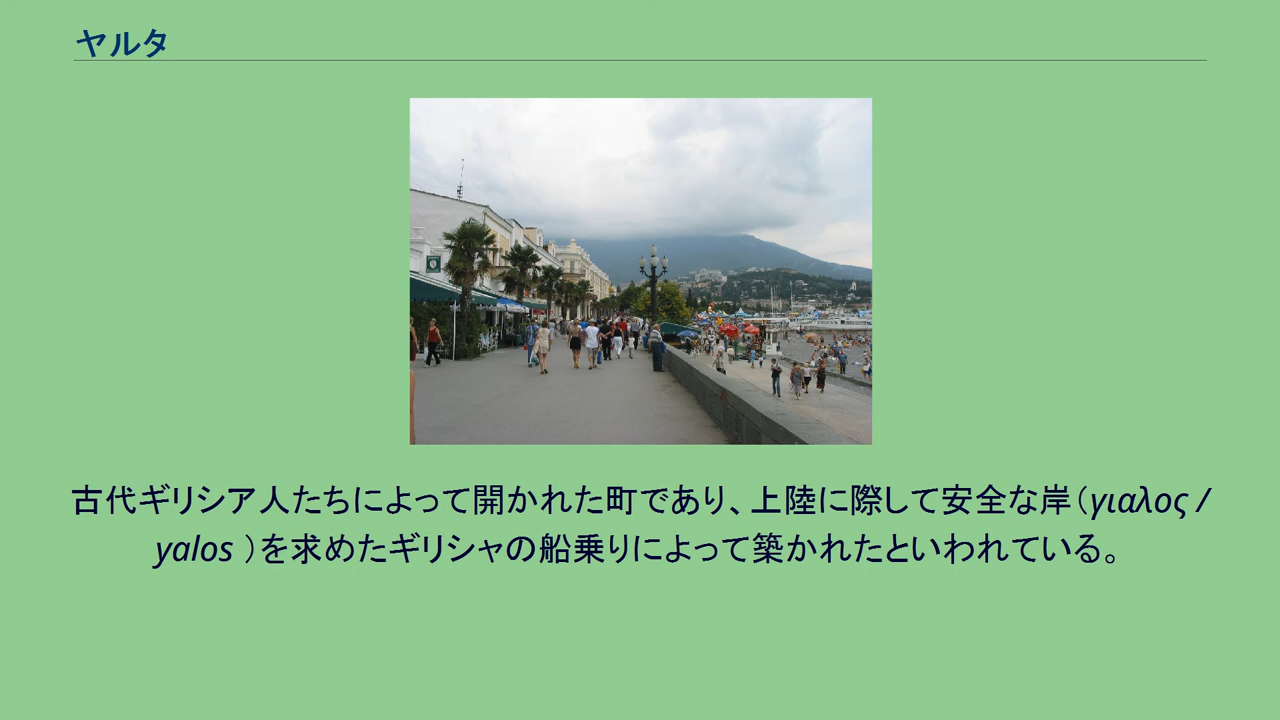 ヤルタ
古代ギリシア人たちによって開かれた町であり、上陸に際して安全な岸（γιαλος /
yalos ）を求めたギリシャの船乗りによって築かれたといわれている。